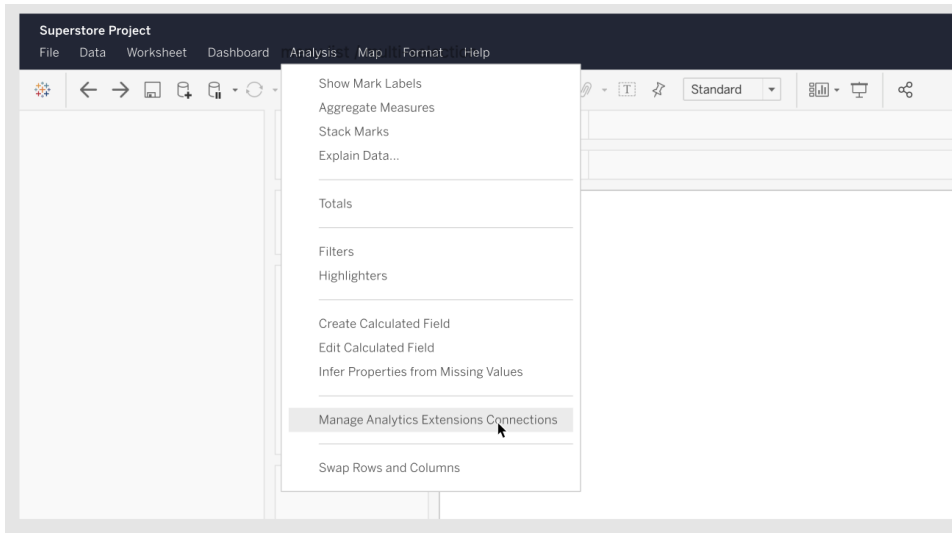 Superstore Project
File Data Worksheet Dashboard Analysis Map Format Help
T Standard
Show Mark Labels
Aggregate Measures
Stack Marks
Explain Data...
Totals
Filters
Highlighters
Create Calculated Field
Edit Calculated Field
Infer Properties from Missing Values
Manage Analytics Extensions Connections
Swap Rows and Columns